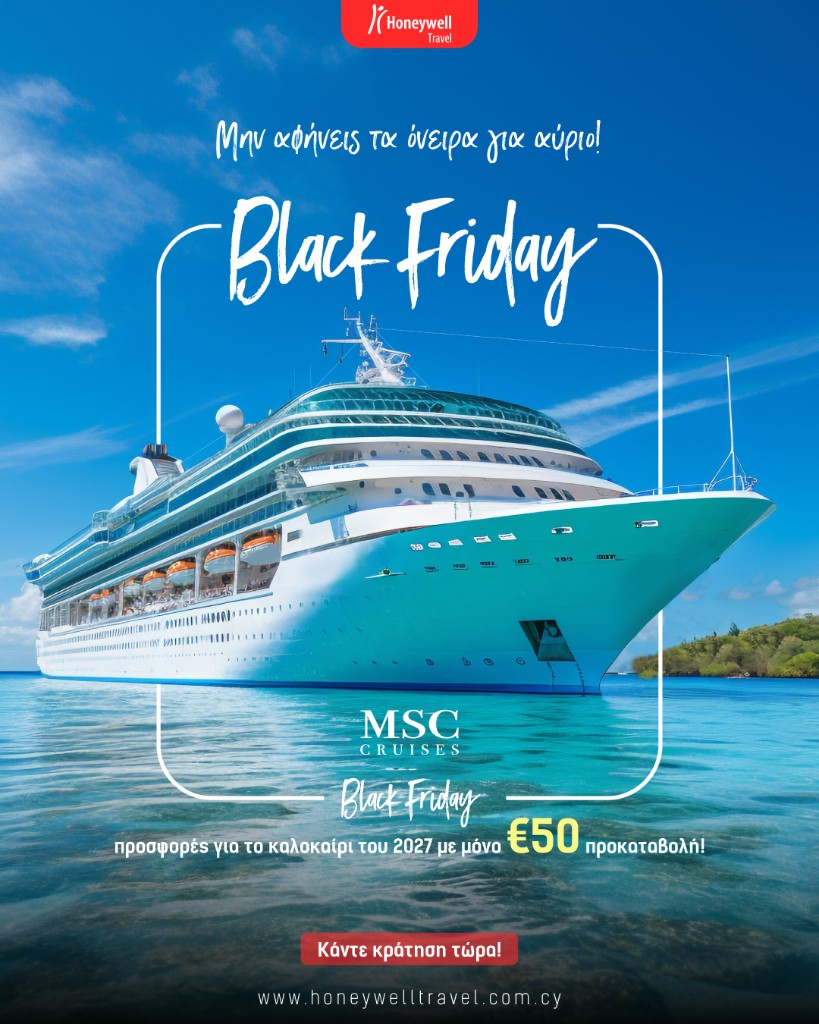 Honeywell
Travel
Μην αφήνεις τα όνειρα για αύριο!
Black Friday
MSC
CRUISES
Black Friday
προσφορές για το καλοκαίρι του 2027 με μόνο €50 προκαταβολή!
Κάντε κράτηση τώρα!
www.honeywelltravel.com.cy